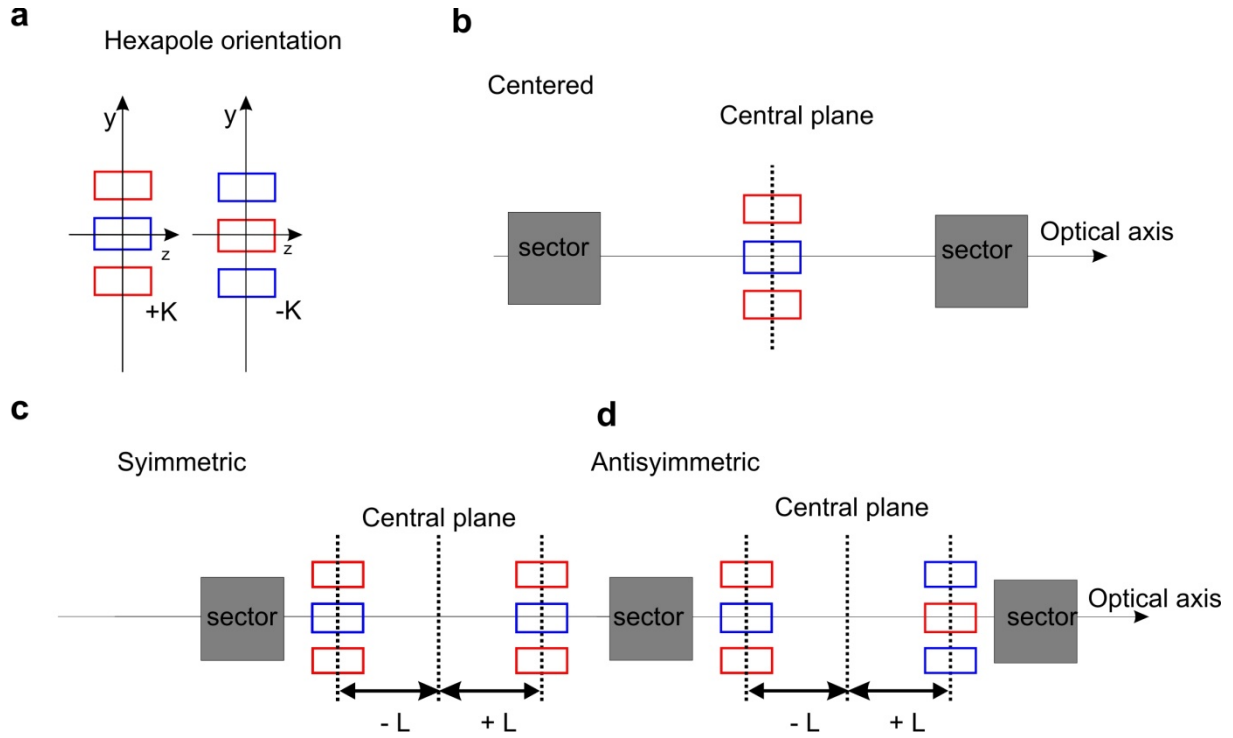 a
Hexapole orientation
y
z
+K
y
z
-K
b
Centered
Central plane
sector
sector
Optical axis
c
Syimmetric
Central plane
sector
- L
+ L
d
Antisyimmetric
Central plane
sector
sector
Optical axis
- L
+ L